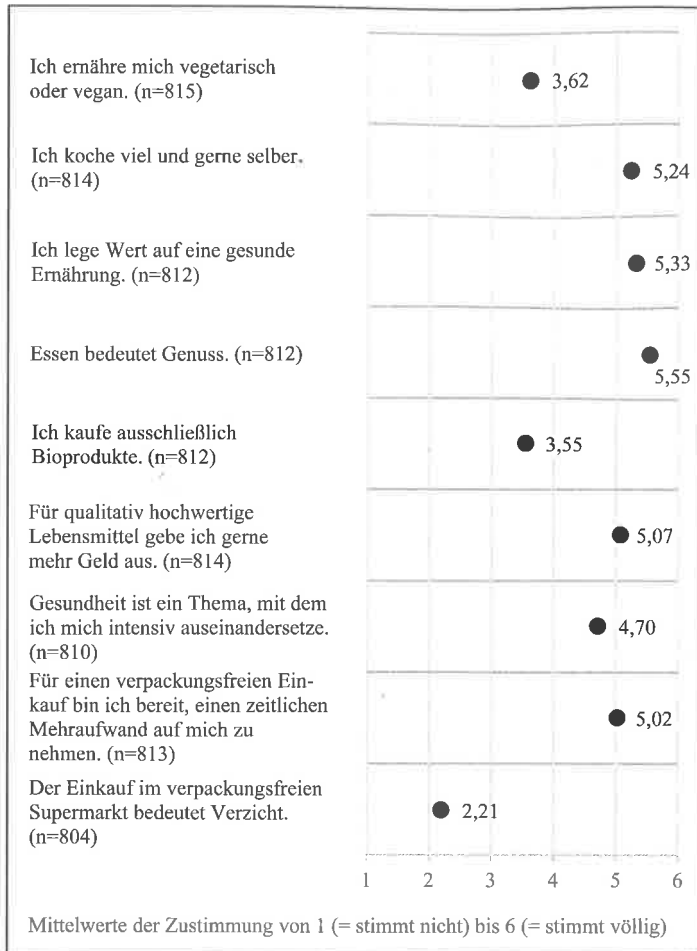 Ich ernähre mich vegetarisch
oder vegan. (n=815)
3,62
Ich koche viel und gerne selber.
(n=814)
5,24
Ich lege Wert auf eine gesunde
Ernährung. (n=812)
5,33
Essen bedeutet Genuss. (n=812)
5,55
Ich kaufe ausschließlich
Bioprodukte. (n=812)
3,55
Für qualitativ hochwertige
Lebensmittel gebe ich gerne
mehr Geld aus. (n=814)
5,07
Gesundheit ist ein Thema, mit dem
ich mich intensiv auseinandersetze.
(n=810)
4,70
Für einen verpackungsfreien Ein-
kauf bin ich bereit, einen zeitlichen
Mehraufwand auf mich zu
nehmen. (n=813)
5,02
Der Einkauf im verpackungsfreien
Supermarkt bedeutet Verzicht.
(n=804)
2,21
1 2 3 4 5 6
Mittelwerte der Zustimmung von 1 (= stimmt nicht) bis 6 (= stimmt völlig)